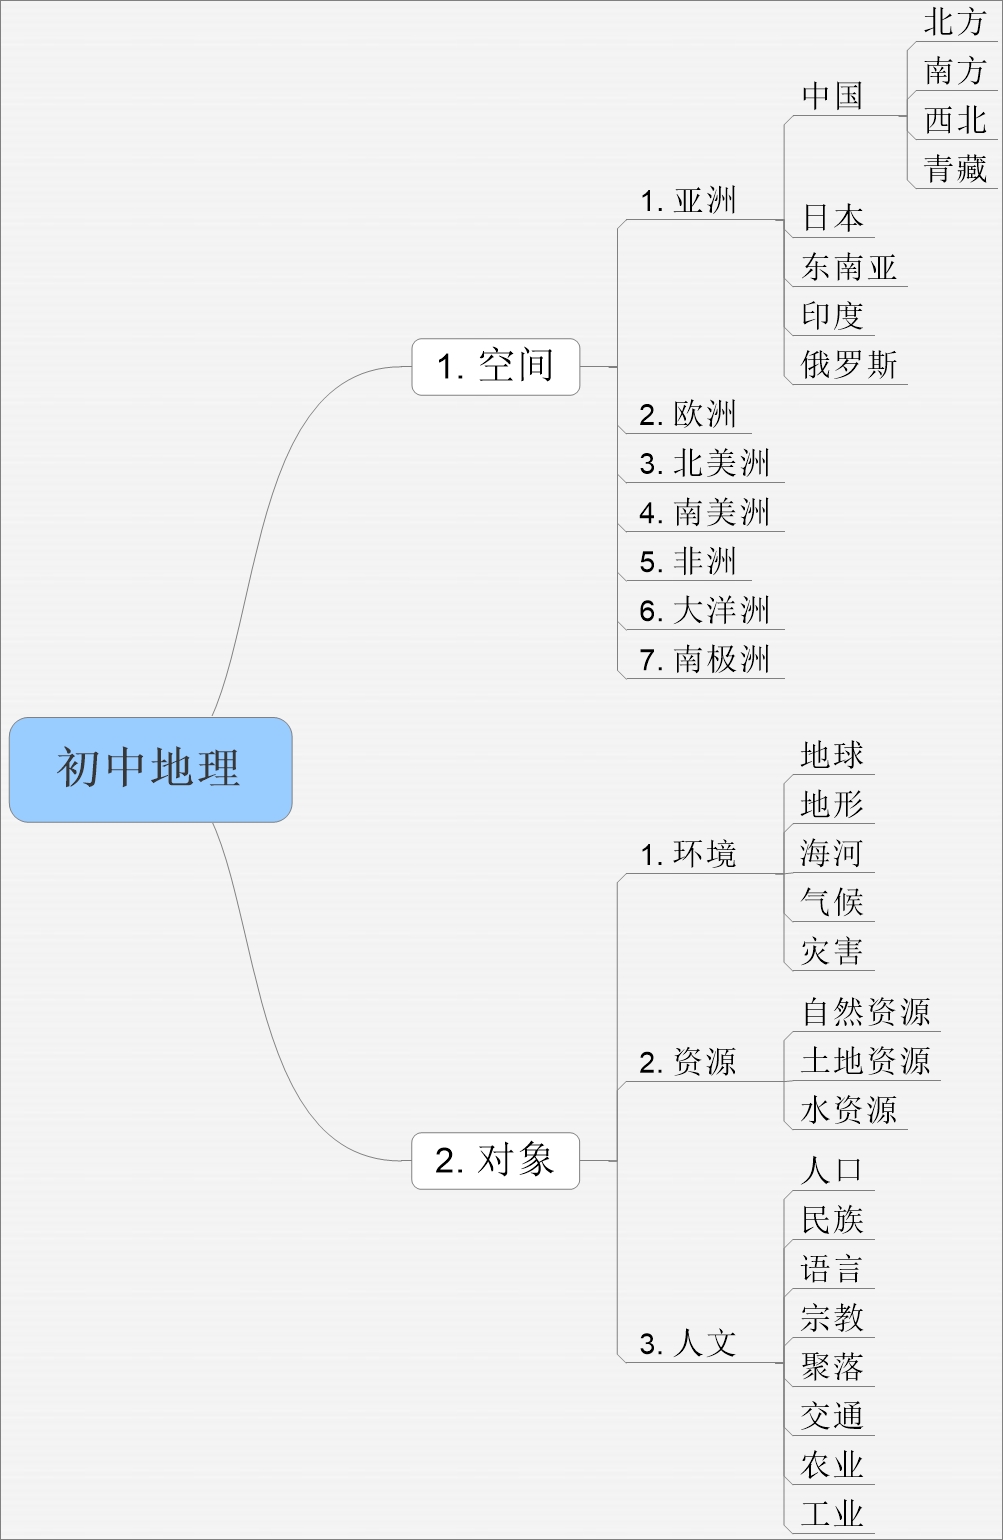 初中地理
1. 空间
1. 亚洲
中国
北方
南方
西北
青藏
日本
东南亚
印度
俄罗斯
2. 欧洲
3. 北美洲
4. 南美洲
5. 非洲
6. 大洋洲
7. 南极洲
2. 对象
1. 环境
地球
地形
海河
气候
灾害
2. 资源
自然资源
土地资源
水资源
3. 人文
人口
民族
语言
宗教
聚落
交通
农业
工业